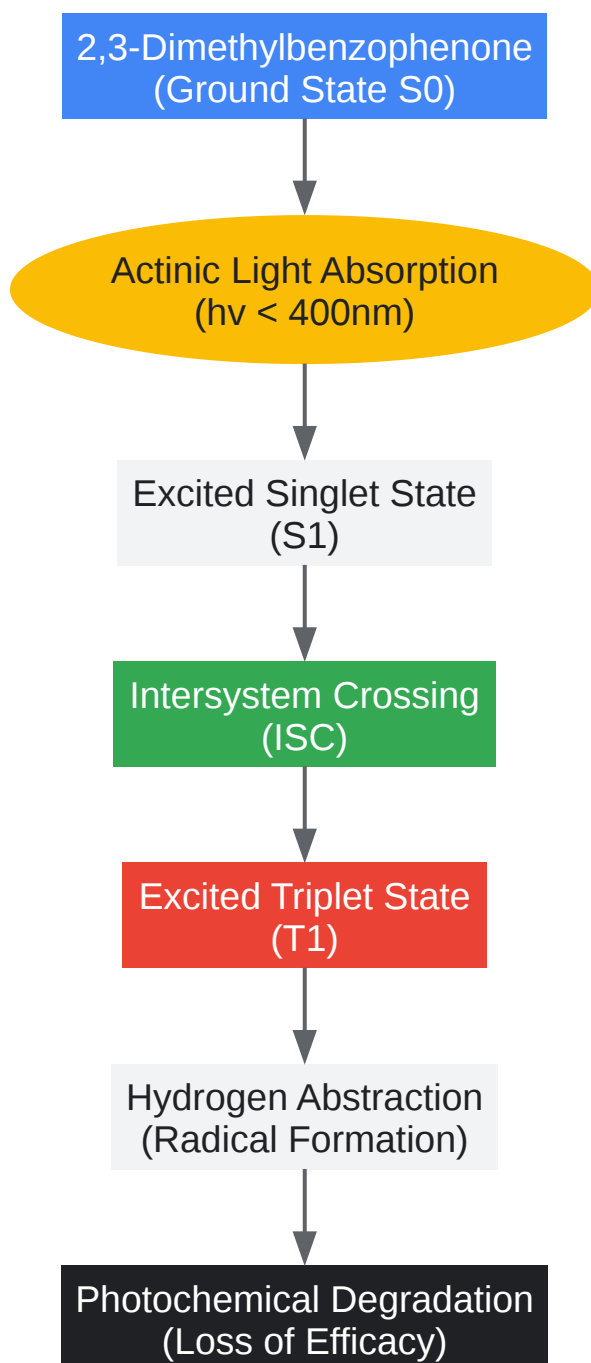 2,3-Dimethylbenzophenone
(Ground State S0)
Actinic Light Absorption
(hv < 400nm)
Excited Singlet State
(S1)
Intersystem Crossing
(ISC)
Excited Triplet State
(T1)
Hydrogen Abstraction
(Radical Formation)
Photochemical Degradation
(Loss of Efficacy)